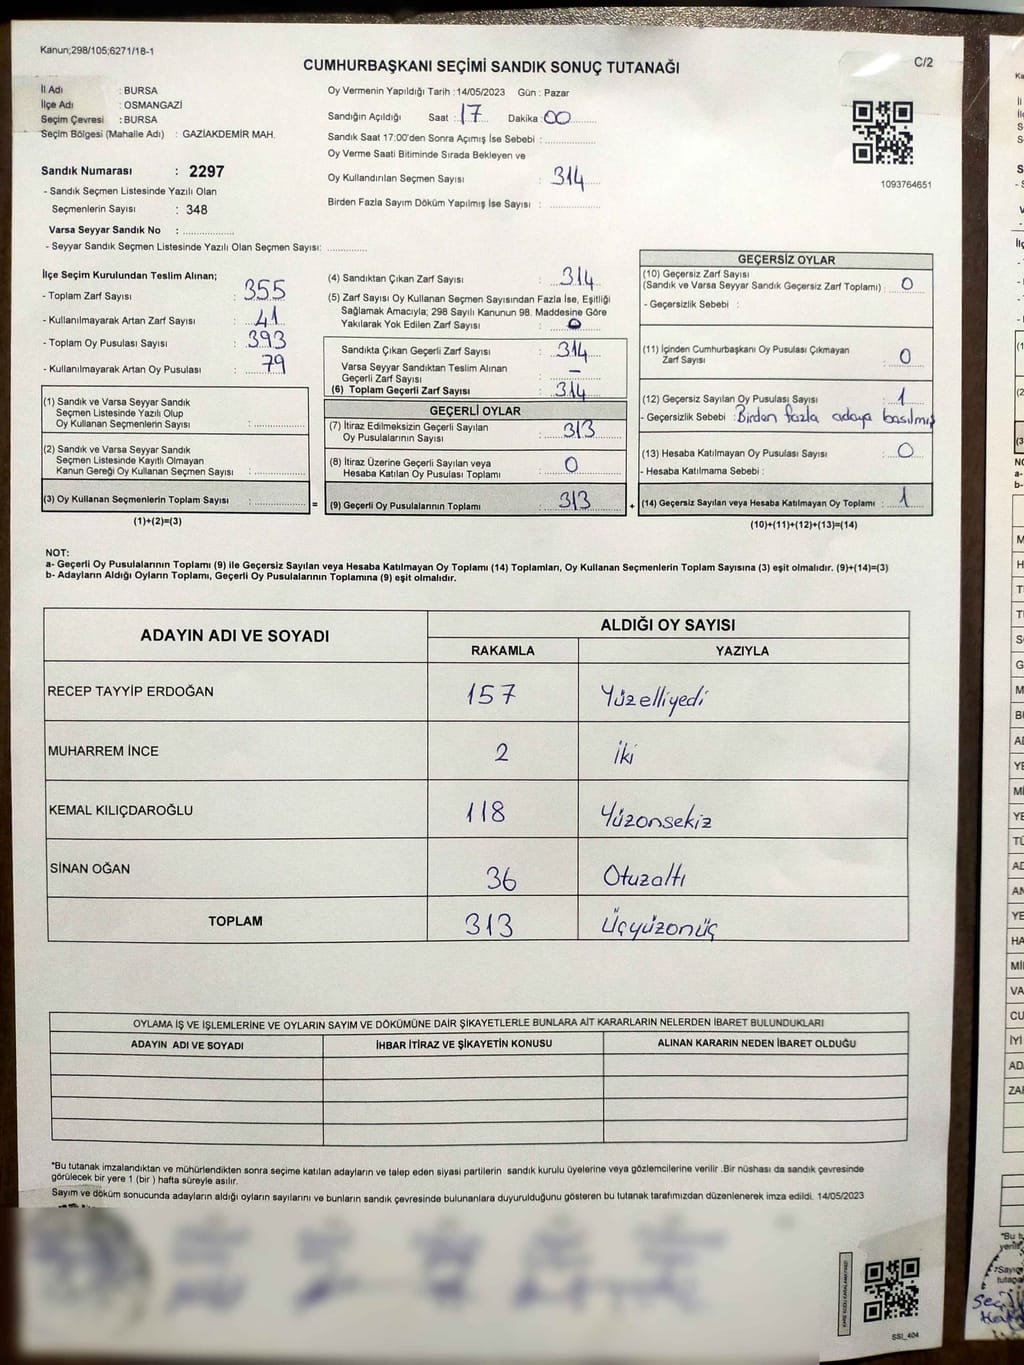 Kanun;298/105;6271/18-1
C/2
CUMHURBAŞKANI SEÇİMİ SANDIK SONUÇ TUTANAĞI
İl Adı : BURSA
İlçe Adı : OSMANGAZİ
Seçim Çevresi : BURSA
Seçim Bölgesi (Mahalle Adı) : GAZİAKDEMİR MAH.
Sandık Numarası : 2297
- Sandık Seçmen Listesinde Yazılı Olan
Seçmenlerin Sayısı : 348
Varsa Seyyar Sandık No : ..................
- Seyyar Sandık Seçmen Listesinde Yazılı Olan Seçmen Sayısı: ..............
Oy Vermenin Yapıldığı Tarih :14/05/2023 Gün : Pazar
Sandığın Açıldığı Saat : 17 Dakika : 00
Sandık Saat 17:00'den Sonra Açımış İse Sebebi :
Oy Verme Saati Bitiminde Sırada Bekleyen ve
Oy Kullandırılan Seçmen Sayısı : 314
Birden Fazla Sayım Döküm Yapılmış İse Sayısı :
1093764651
İlçe Seçim Kurulundan Teslim Alınan;
- Toplam Zarf Sayısı : 355
- Kullanılmayarak Artan Zarf Sayısı : 41
- Toplam Oy Pusulası Sayısı : 393
- Kullanılmayarak Artan Oy Pusulası : 79
(1) Sandık ve Varsa Seyyar Sandık
Seçmen Listesinde Yazılı Olup
Oy Kullanan Seçmenlerin Sayısı :
(2) Sandık ve Varsa Seyyar Sandık
Seçmen Listesinde Kayıtlı Olmayan
Kanun Gereği Oy Kullanan Seçmen Sayısı :
(3) Oy Kullanan Seçmenlerin Toplam Sayısı :
(1)+(2)=(3)
=
(4) Sandıktan Çıkan Zarf Sayısı : 314
(5) Zarf Sayısı Oy Kullanan Seçmen Sayısından Fazla İse, Eşitliği
Sağlamak Amacıyla; 298 Sayılı Kanunun 98. Maddesine Göre
Yakılarak Yok Edilen Zarf Sayısı : 0
Sandıkta Çıkan Geçerli Zarf Sayısı : 314
Varsa Seyyar Sandıktan Teslim Alınan
Geçerli Zarf Sayısı : –
(6) Toplam Geçerli Zarf Sayısı : 314
GEÇERLİ OYLAR
(7) İtiraz Edilmeksizin Geçerli Sayılan
Oy Pusulalarının Sayısı : 313
(8) İtiraz Üzerine Geçerli Sayılan veya
Hesaba Katılan Oy Pusulası Toplamı : 0
(9) Geçerli Oy Pusulalarının Toplamı : 313
+
GEÇERSİZ OYLAR
(10) Geçersiz Zarf Sayısı
(Sandık ve Varsa Seyyar Sandık Geçersiz Zarf Toplamı) : 0
- Geçersizlik Sebebi :
(11) İçinden Cumhurbaşkanı Oy Pusulası Çıkmayan
Zarf Sayısı : 0
(12) Geçersiz Sayılan Oy Pusulası Sayısı : 1
- Geçersizlik Sebebi : Birden fazla adaya basılmış
(13) Hesaba Katılmayan Oy Pusulası Sayısı : 0
- Hesaba Katılmama Sebebi :
(14) Geçersiz Sayılan veya Hesaba Katılmayan Oy Toplamı : 1
(10)+(11)+(12)+(13)=(14)
NOT:
a- Geçerli Oy Pusulalarının Toplamı (9) ile Geçersiz Sayılan veya Hesaba Katılmayan Oy Toplamı (14) Toplamları, Oy Kullanan Seçmenlerin Toplam Sayısına (3) eşit olmalıdır. (9)+(14)=(3)
b- Adayların Aldığı Oyların Toplamı, Geçerli Oy Pusulalarının Toplamına (9) eşit olmalıdır.
ADAYIN ADI VE SOYADI ALDIĞI OY SAYISI
RAKAMLA YAZIYLA
RECEP TAYYİP ERDOĞAN 157 Yüzelliyedi
MUHARREM İNCE 2 İki
KEMAL KILIÇDAROĞLU 118 Yüzonsekiz
SİNAN OĞAN 36 Otuzaltı
TOPLAM 313 Üçyüzonüç
OYLAMA İŞ VE İŞLEMLERİNE VE OYLARIN SAYIM VE DÖKÜMÜNE DAİR ŞİKAYETLERLE BUNLARA AİT KARARLARIN NELERDEN İBARET BULUNDUKLARI
ADAYIN ADI VE SOYADI İHBAR İTİRAZ VE ŞİKAYETİN KONUSU ALINAN KARARIN NEDEN İBARET OLDUĞU
*Bu tutanak imzalandıktan ve mühürlendikten sonra seçime katılan adayların ve talep eden siyasi partilerin sandık kurulu üyelerine veya gözlemcilerine verilir .Bir nüshası da sandık çevresinde
görülecek bir yere 1 (bir ) hafta süreyle asılır.
Sayım ve döküm sonucunda adayların aldığı oyların sayılarını ve bunların sandık çevresinde bulunanlara duyurulduğunu gösteren bu tutanak tarafımızdan düzenlenerek imza edildi. 14/05/2023
SSİ_404